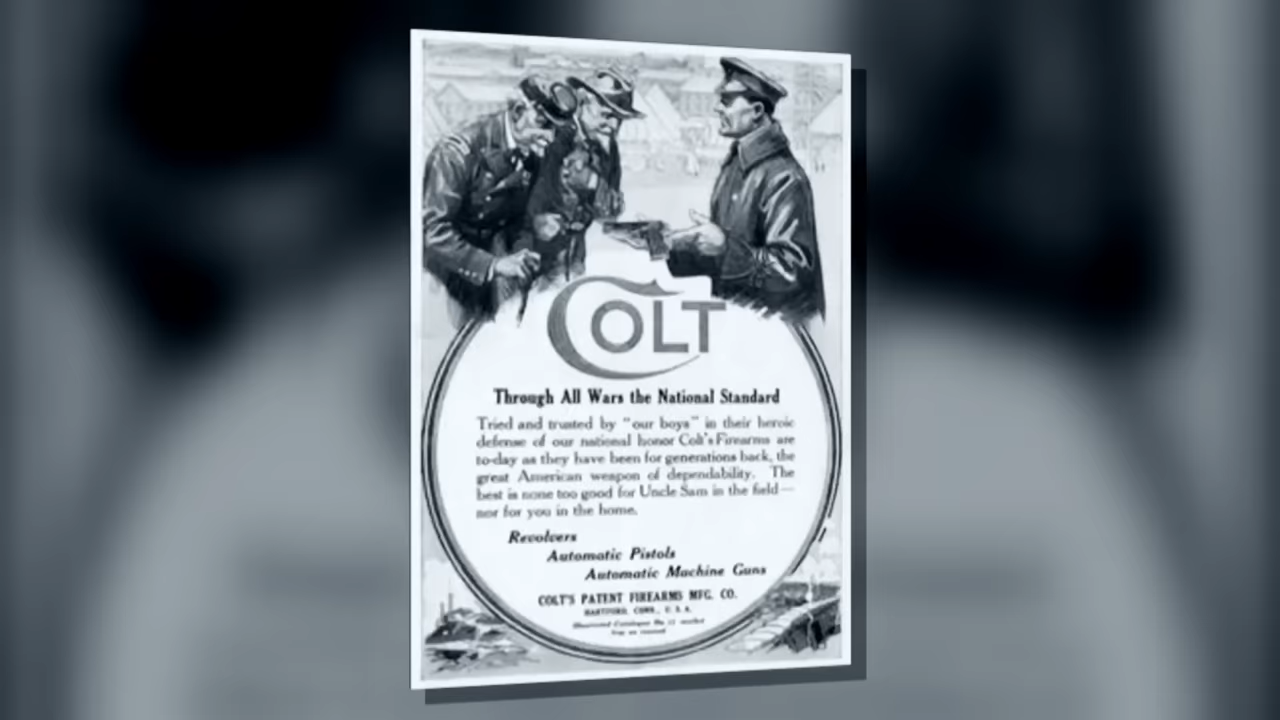 COLT
Through All Wars the National Standard
Tried and trusted by "our boys" in their heroic
defense of our national honor Colt's Firearms are
to-day as they have been for generations back, the
great American weapon of dependability. The
best is none too good for Uncle Sam in the field—
nor for you in the home.
Revolvers
Automatic Pistols
Automatic Machine Guns
COLT'S PATENT FIREARMS MFG. CO.
HARTFORD, CONN., U. S. A.
Illustrated Catalogue No.